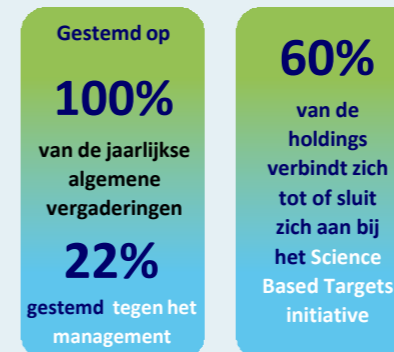 Gestemd op
100%
van de jaarlijkse
algemene
vergaderingen
22%
gestemd tegen het
management
60%
van de
holdings
verbindt zich
tot of sluit
zich aan bij
het Science
Based Targets
initiative